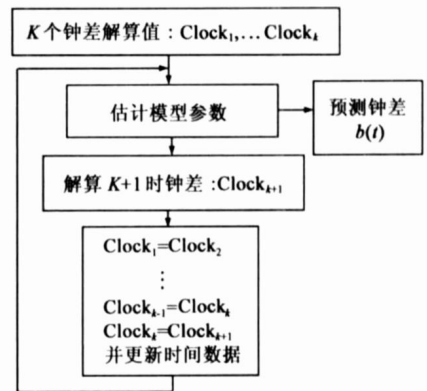 K个钟差解算值：Clock₁,…Clockₖ
估计模型参数
预测钟差
b(t)
解算 K+1时钟差：Clockₖ₊₁
Clock₁=Clock₂
⋮
Clockₖ₋₁=Clockₖ
Clockₖ=Clockₖ₊₁
并更新时间数据